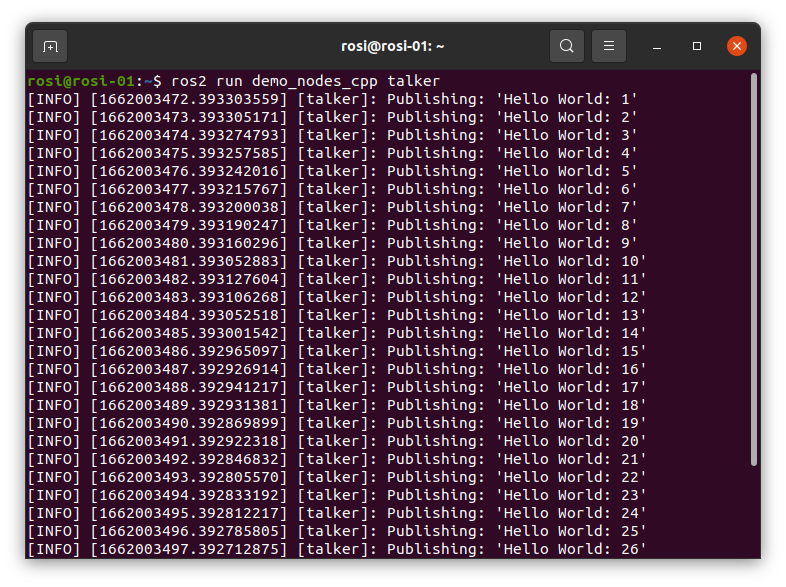 rosi@rosi-01: ~
rosi@rosi-01:~$ ros2 run demo_nodes_cpp talker
[INFO] [1662003472.393303559] [talker]: Publishing: 'Hello World: 1'
[INFO] [1662003473.393305171] [talker]: Publishing: 'Hello World: 2'
[INFO] [1662003474.393274793] [talker]: Publishing: 'Hello World: 3'
[INFO] [1662003475.393257585] [talker]: Publishing: 'Hello World: 4'
[INFO] [1662003476.393242016] [talker]: Publishing: 'Hello World: 5'
[INFO] [1662003477.393215767] [talker]: Publishing: 'Hello World: 6'
[INFO] [1662003478.393200038] [talker]: Publishing: 'Hello World: 7'
[INFO] [1662003479.393190247] [talker]: Publishing: 'Hello World: 8'
[INFO] [1662003480.393160296] [talker]: Publishing: 'Hello World: 9'
[INFO] [1662003481.393052883] [talker]: Publishing: 'Hello World: 10'
[INFO] [1662003482.393127604] [talker]: Publishing: 'Hello World: 11'
[INFO] [1662003483.393106268] [talker]: Publishing: 'Hello World: 12'
[INFO] [1662003484.393052518] [talker]: Publishing: 'Hello World: 13'
[INFO] [1662003485.393001542] [talker]: Publishing: 'Hello World: 14'
[INFO] [1662003486.392965097] [talker]: Publishing: 'Hello World: 15'
[INFO] [1662003487.392926914] [talker]: Publishing: 'Hello World: 16'
[INFO] [1662003488.392941217] [talker]: Publishing: 'Hello World: 17'
[INFO] [1662003489.392931381] [talker]: Publishing: 'Hello World: 18'
[INFO] [1662003490.392869899] [talker]: Publishing: 'Hello World: 19'
[INFO] [1662003491.392922318] [talker]: Publishing: 'Hello World: 20'
[INFO] [1662003492.392846832] [talker]: Publishing: 'Hello World: 21'
[INFO] [1662003493.392805570] [talker]: Publishing: 'Hello World: 22'
[INFO] [1662003494.392833192] [talker]: Publishing: 'Hello World: 23'
[INFO] [1662003495.392812217] [talker]: Publishing: 'Hello World: 24'
[INFO] [1662003496.392785805] [talker]: Publishing: 'Hello World: 25'
[INFO] [1662003497.392712875] [talker]: Publishing: 'Hello World: 26'